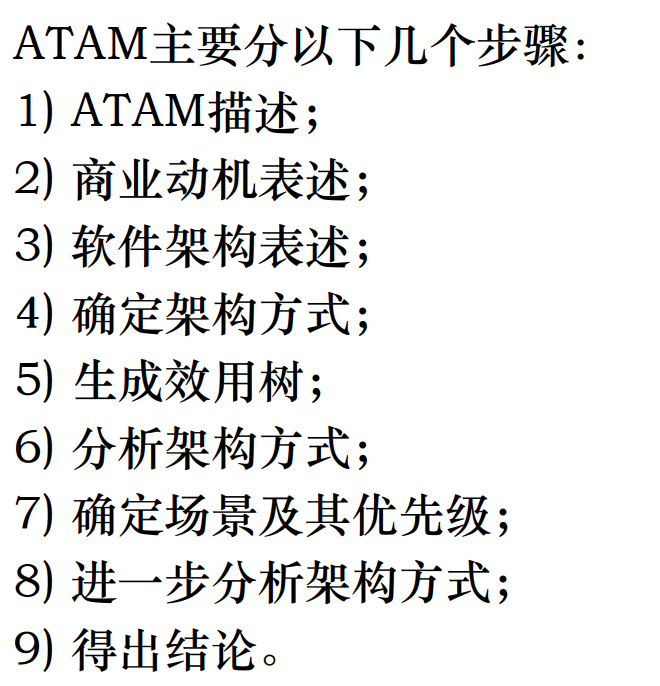 ATAM主要分以下几个步骤：
1) ATAM描述；
2) 商业动机表述；
3) 软件架构表述；
4) 确定架构方式；
5) 生成效用树；
6) 分析架构方式；
7) 确定场景及其优先级；
8) 进一步分析架构方式；
9) 得出结论。